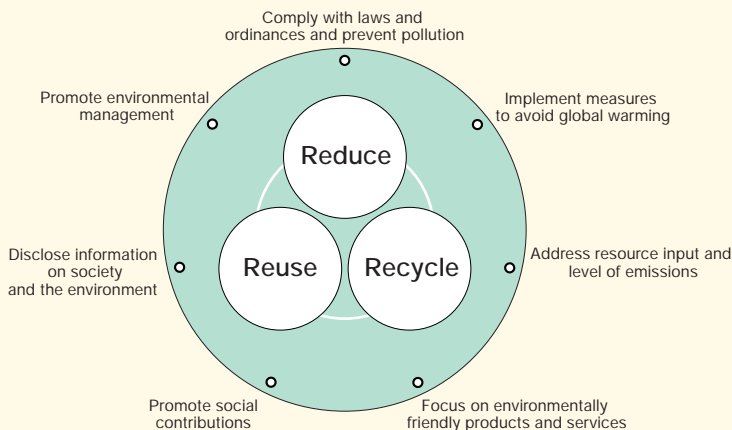 Comply with laws and
ordinances and prevent pollution
Promote environmental
management
Implement measures
to avoid global warming
Reduce
Disclose information
on society
and the environment
Reuse
Recycle
Address resource input and
level of emissions
Promote social
contributions
Focus on environmentally
friendly products and services